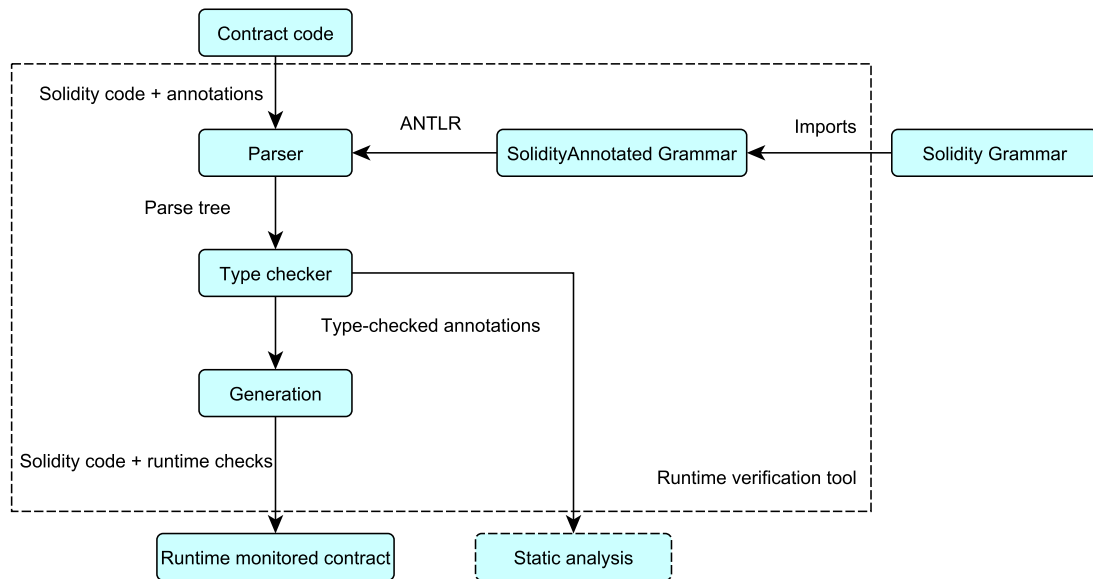 Contract code
Solidity code + annotations
ANTLR
Imports
Parser
SolidityAnnotated Grammar
Solidity Grammar
Parse tree
Type checker
Type-checked annotations
Generation
Solidity code + runtime checks
Runtime verification tool
Runtime monitored contract
Static analysis